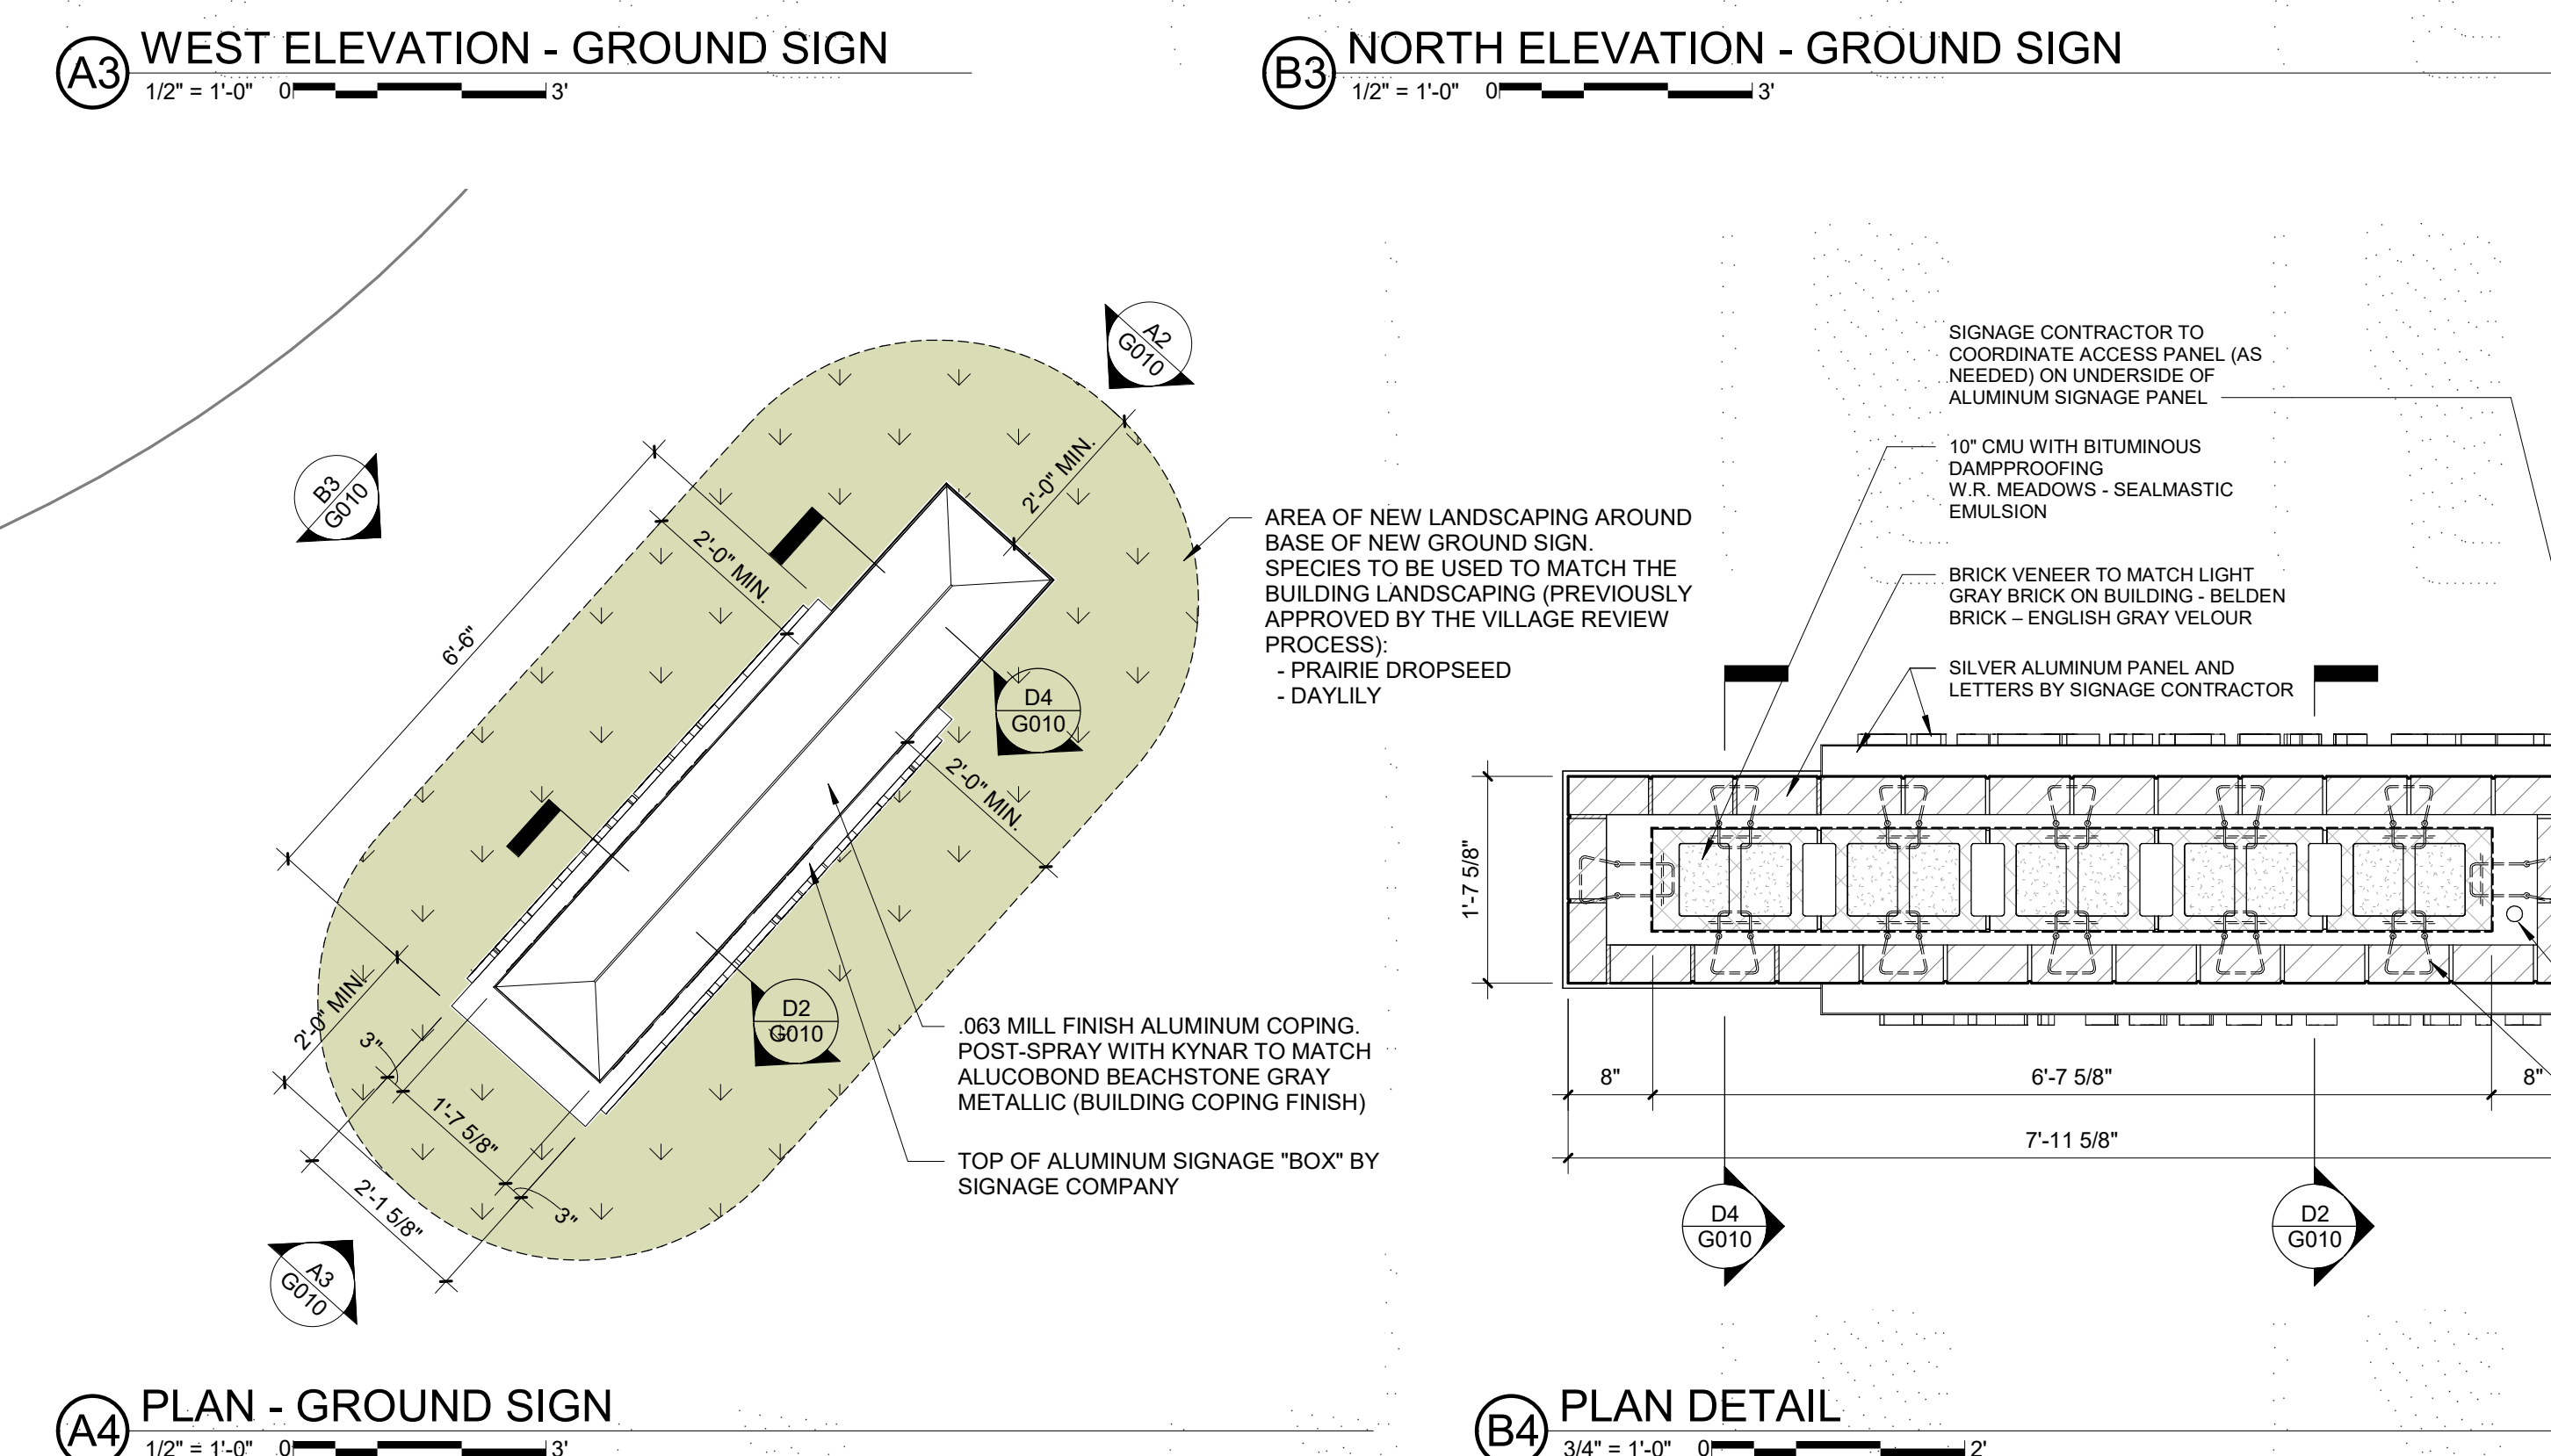 A3
WEST ELEVATION - GROUND SIGN
1/2" = 1'-0"
0
3'
B3
NORTH ELEVATION - GROUND SIGN
1/2" = 1'-0"
0
3'
A2
G010
B3
G010
2'-0" MIN.
2'-0" MIN.
6'-6"
AREA OF NEW LANDSCAPING AROUND
BASE OF NEW GROUND SIGN.
SPECIES TO BE USED TO MATCH THE
BUILDING LANDSCAPING (PREVIOUSLY
APPROVED BY THE VILLAGE REVIEW
PROCESS):
- PRAIRIE DROPSEED
- DAYLILY
D4
G010
2'-0" MIN.
2'-0" MIN.
D2
G010
3"
1'-7 5/8"
2'-1 5/8"
3"
.063 MILL FINISH ALUMINUM COPING.
POST-SPRAY WITH KYNAR TO MATCH
ALUCOBOND BEACHSTONE GRAY
METALLIC (BUILDING COPING FINISH)
TOP OF ALUMINUM SIGNAGE "BOX" BY
SIGNAGE COMPANY
A3
G010
SIGNAGE CONTRACTOR TO
COORDINATE ACCESS PANEL (AS
NEEDED) ON UNDERSIDE OF
ALUMINUM SIGNAGE PANEL
10" CMU WITH BITUMINOUS
DAMPPROOFING
W.R. MEADOWS - SEALMASTIC
EMULSION
BRICK VENEER TO MATCH LIGHT
GRAY BRICK ON BUILDING - BELDEN
BRICK – ENGLISH GRAY VELOUR
SILVER ALUMINUM PANEL AND
LETTERS BY SIGNAGE CONTRACTOR
1'-7 5/8"
8"
6'-7 5/8"
8"
7'-11 5/8"
D4
G010
D2
G010
A4
PLAN - GROUND SIGN
1/2" = 1'-0"
0
3'
B4
PLAN DETAIL
3/4" = 1'-0"
0
2'